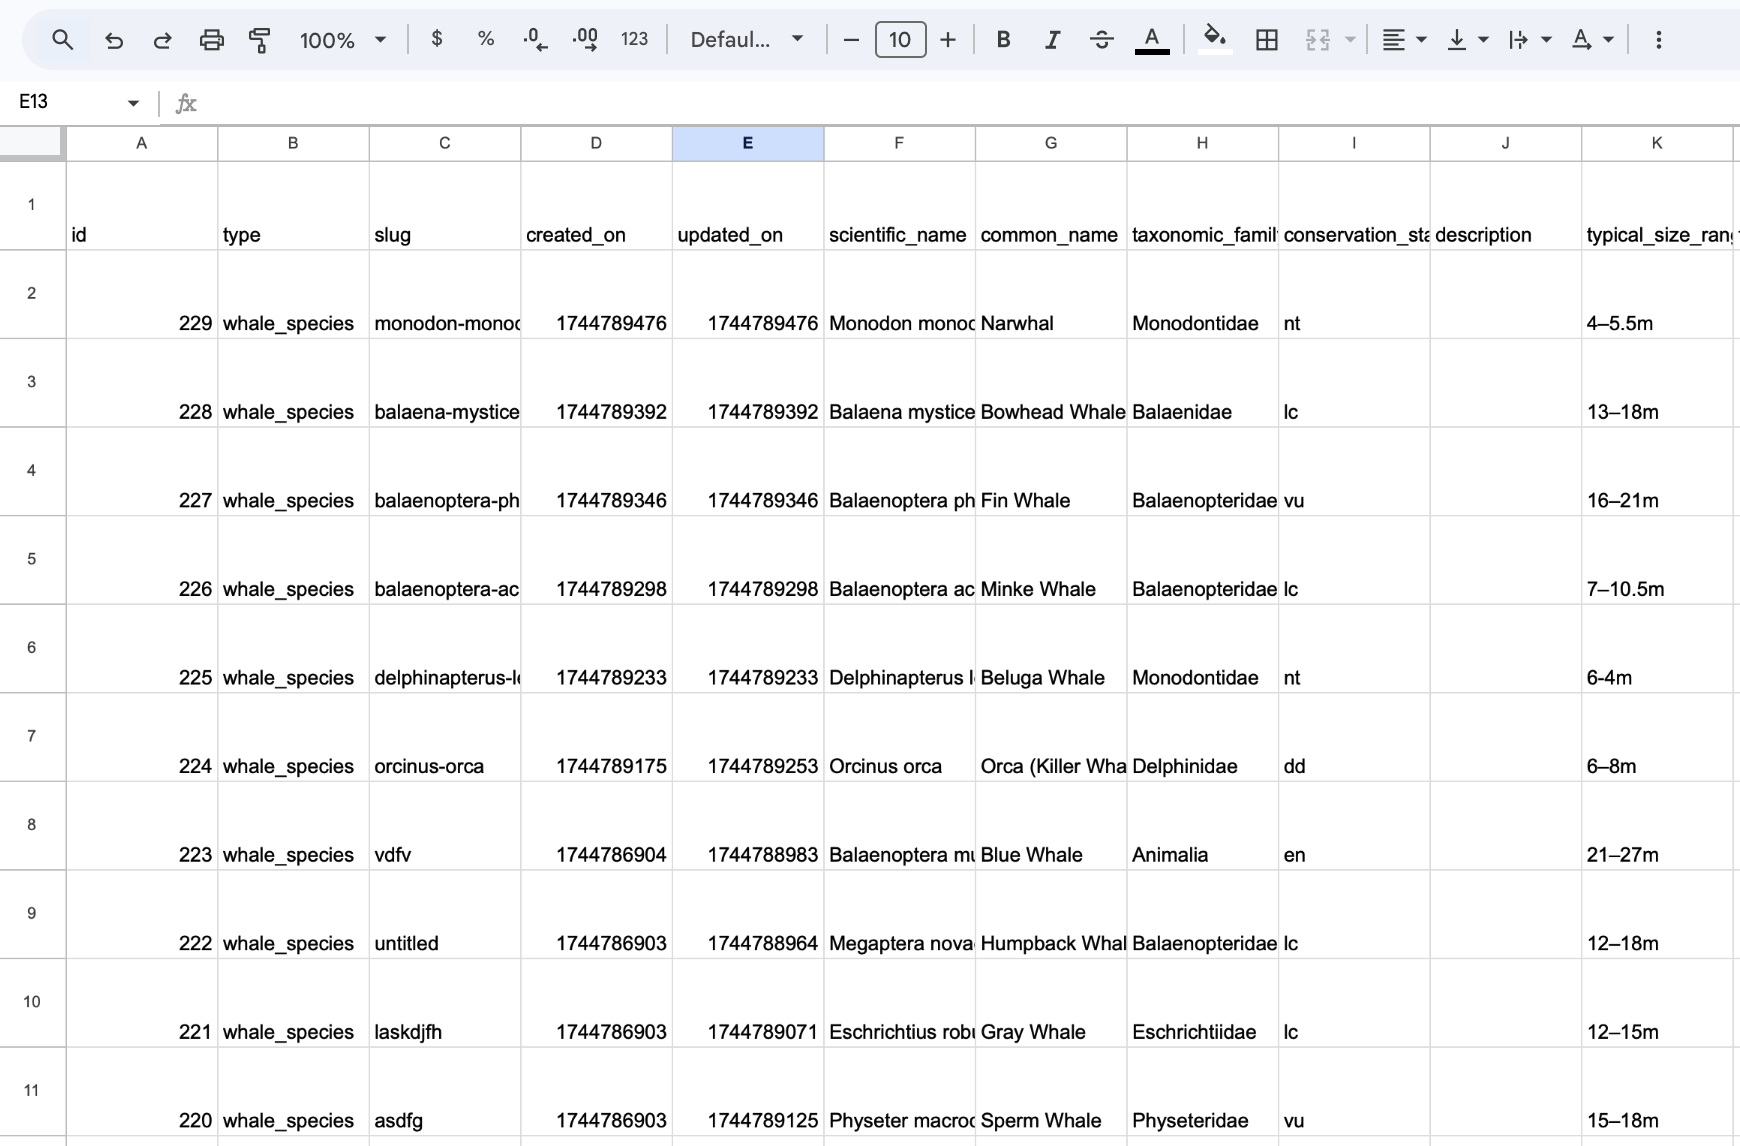 100% $ % .0 .00 123 Defaul... 10 B I S A A
E13 fx
A B C D E F G H I J K
1 id type slug created_on updated_on scientific_name common_name taxonomic_famil conservation_sta description typical_size_rang
2 229 whale_species monodon-monoc 1744789476 1744789476 Monodon monoc Narwhal Monodontidae nt 4–5.5m
3 228 whale_species balaena-mystice 1744789392 1744789392 Balaena mystice Bowhead Whale Balaenidae lc 13–18m
4 227 whale_species balaenoptera-ph 1744789346 1744789346 Balaenoptera ph Fin Whale Balaenopteridae vu 16–21m
5 226 whale_species balaenoptera-ac 1744789298 1744789298 Balaenoptera ac Minke Whale Balaenopteridae lc 7–10.5m
6 225 whale_species delphinapterus-le 1744789233 1744789233 Delphinapterus l Beluga Whale Monodontidae nt 6-4m
7 224 whale_species orcinus-orca 1744789175 1744789253 Orcinus orca Orca (Killer Wha Delphinidae dd 6–8m
8 223 whale_species vdfv 1744786904 1744788983 Balaenoptera mu Blue Whale Animalia en 21–27m
9 222 whale_species untitled 1744786903 1744788964 Megaptera nova Humpback Whal Balaenopteridae lc 12–18m
10 221 whale_species laskdjfh 1744786903 1744789071 Eschrichtius robu Gray Whale Eschrichtiidae lc 12–15m
11 220 whale_species asdfg 1744786903 1744789125 Physeter macroc Sperm Whale Physeteridae vu 15–18m